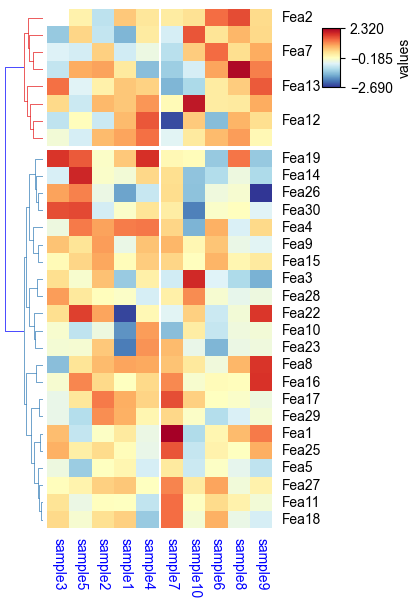 Fea2
Fea7
Fea13
Fea12
Fea19
Fea14
Fea26
Fea30
Fea4
Fea9
Fea15
Fea3
Fea28
Fea22
Fea10
Fea23
Fea8
Fea16
Fea17
Fea29
Fea1
Fea25
Fea5
Fea27
Fea11
Fea18
sample3 sample5 sample2 sample1 sample4 sample7 sample10 sample6 sample8 sample9
2.320
−0.185
−2.690
values